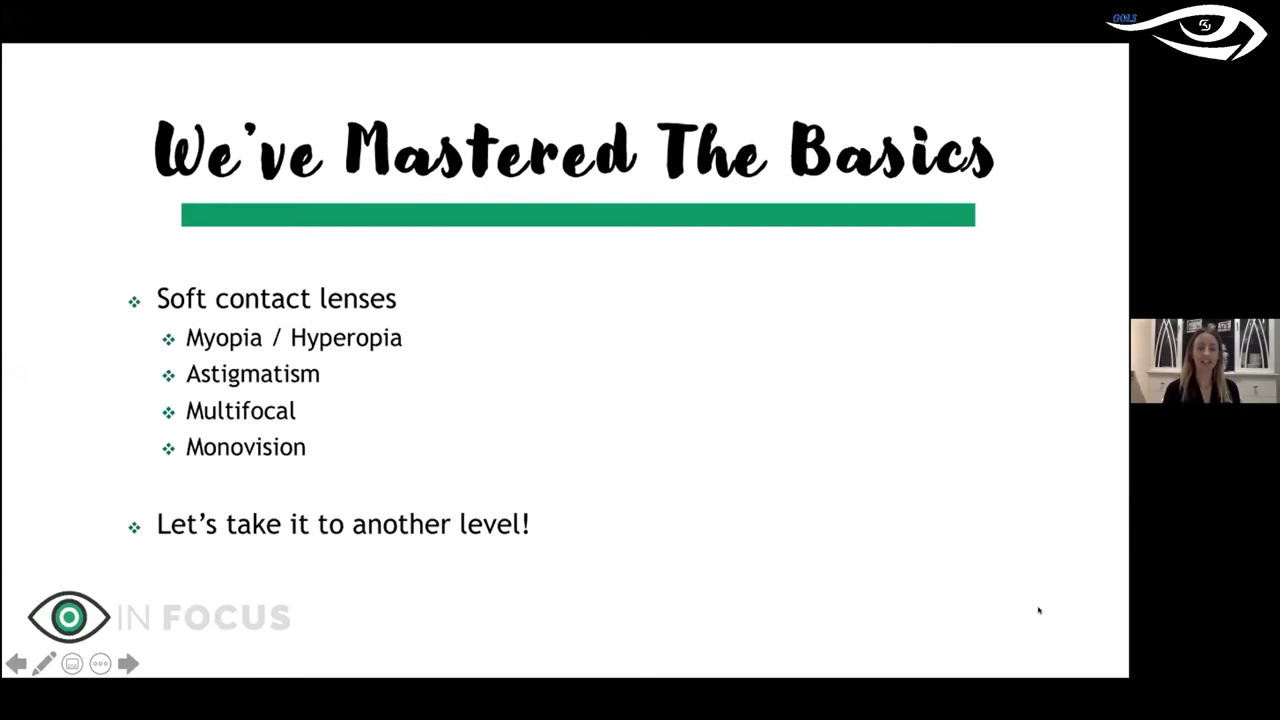 GOLS
We've Mastered The Basics
Soft contact lenses
Myopia / Hyperopia
Astigmatism
Multifocal
Monovision
Let's take it to another level!
IN FOCUS